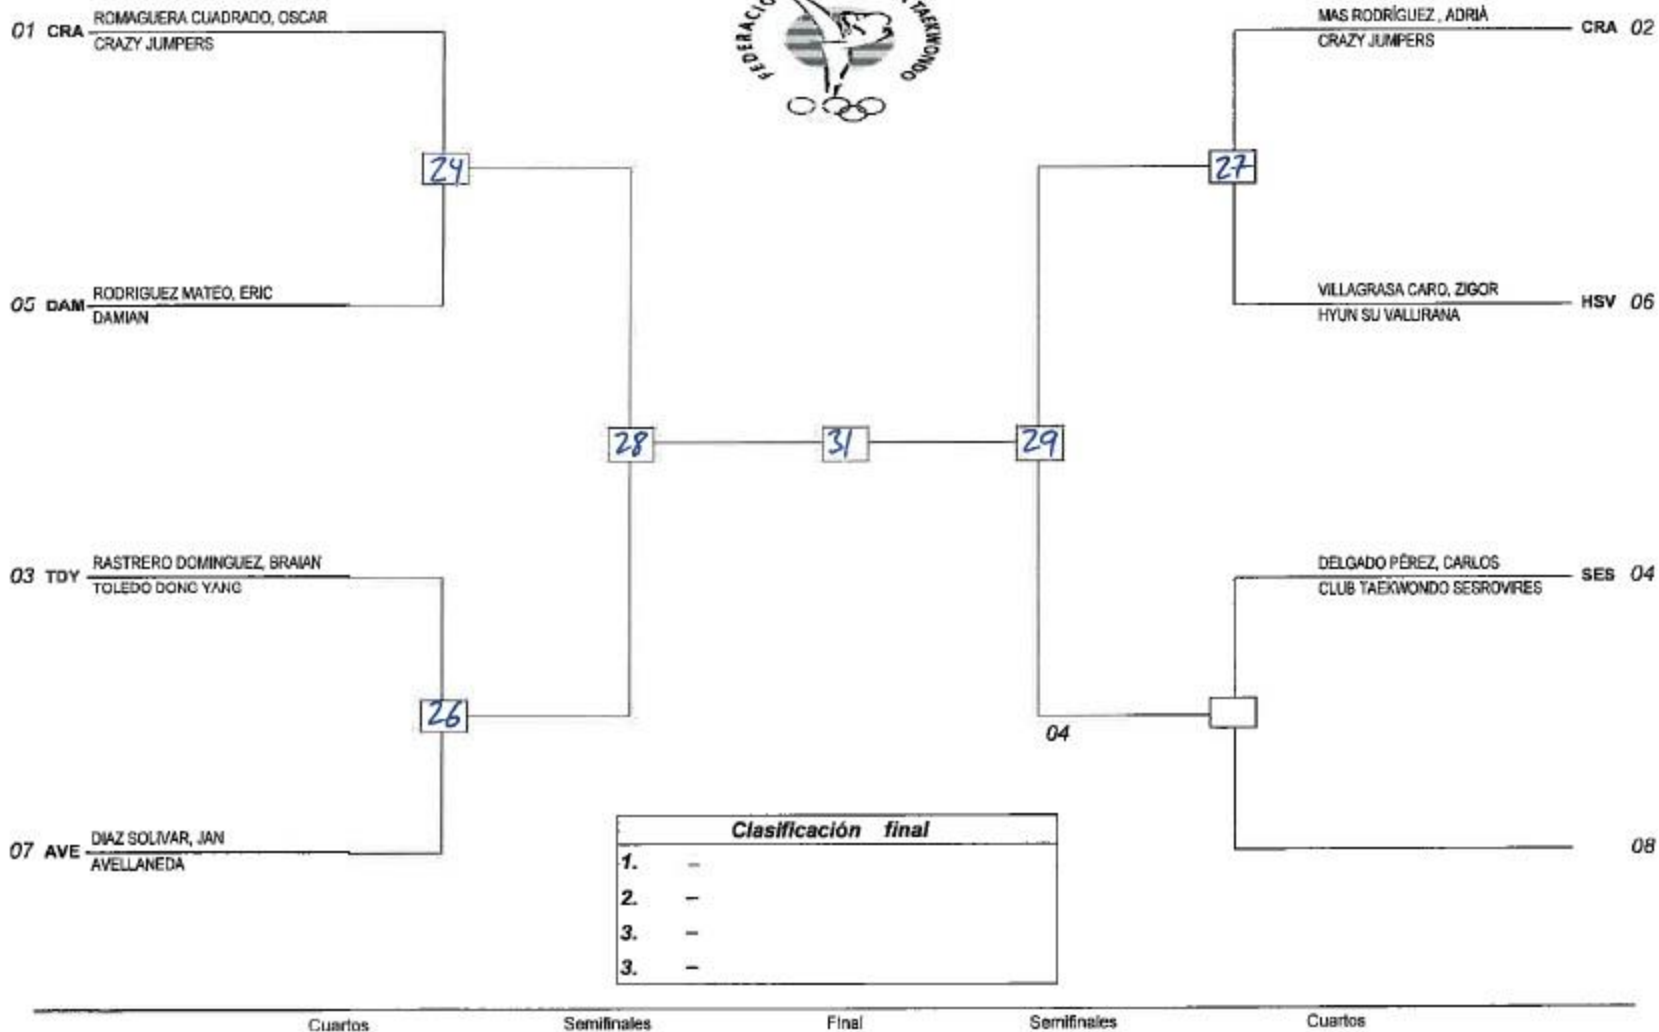 FEDERACIÓ
TAEKWONDO
01 CRA ROMAGUERA CUADRADO, OSCAR
CRAZY JUMPERS
MAS RODRÍGUEZ , ADRIÀ CRA 02
CRAZY JUMPERS
24
27
05 DAM RODRIGUEZ MATEO, ERIC
DAMIAN
VILLAGRASA CARO, ZIGOR HSV 06
HYUN SU VALLIRANA
28
31
29
03 TDY RASTRERO DOMINGUEZ, BRAIAN
TOLEDO DONG YANG
DELGADO PÉREZ, CARLOS SES 04
CLUB TAEKWONDO SESROVIRES
26
04
07 AVE DIAZ SOLIVAR, JAN
AVELLANEDA
08
Clasificación final
1. –
2. –
3. –
3. –
Cuartos Semifinales Final Semifinales Cuartos